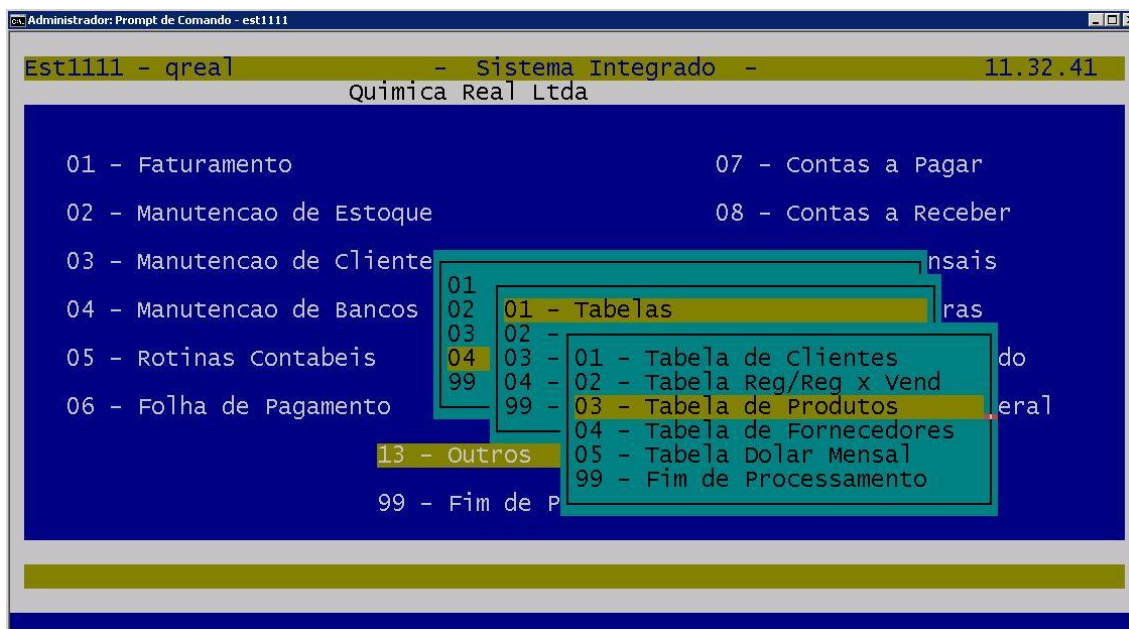 Administrador: Prompt de Comando - est1111
Est1111 - qreal - Sistema Integrado - 11.32.41
Quimica Real Ltda
01 - Faturamento 07 - Contas a Pagar
02 - Manutencao de Estoque 08 - Contas a Receber
03 - Manutencao de Cliente nsais
01
04 - Manutencao de Bancos 02 01 - Tabelas ras
03 02 -
05 - Rotinas Contabeis 04 03 - 01 - Tabela de Clientes do
99 04 - 02 - Tabela Reg/Reg x Vend
06 - Folha de Pagamento 99 - 03 - Tabela de Produtos eral
04 - Tabela de Fornecedores
13 - Outros 05 - Tabela Dolar Mensal
99 - Fim de Processamento
99 - Fim de P